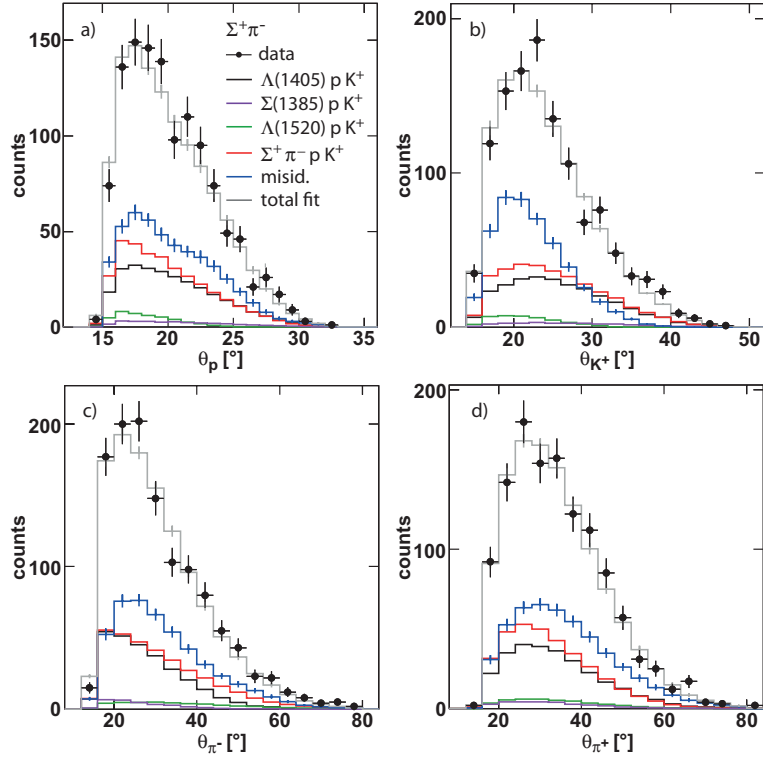 a)
Σ⁺π⁻
data
Λ(1405) p K⁺
Σ(1385) p K⁺
Λ(1520) p K⁺
Σ⁺ π⁻ p K⁺
misid.
total fit
counts
150
100
50
0
15 20 25 30 35
θp [°]
b)
counts
200
100
0
20 30 40 50
θK⁺ [°]
c)
counts
200
100
0
20 40 60 80
θπ⁻ [°]
d)
counts
200
100
0
20 40 60 80
θπ⁺ [°]